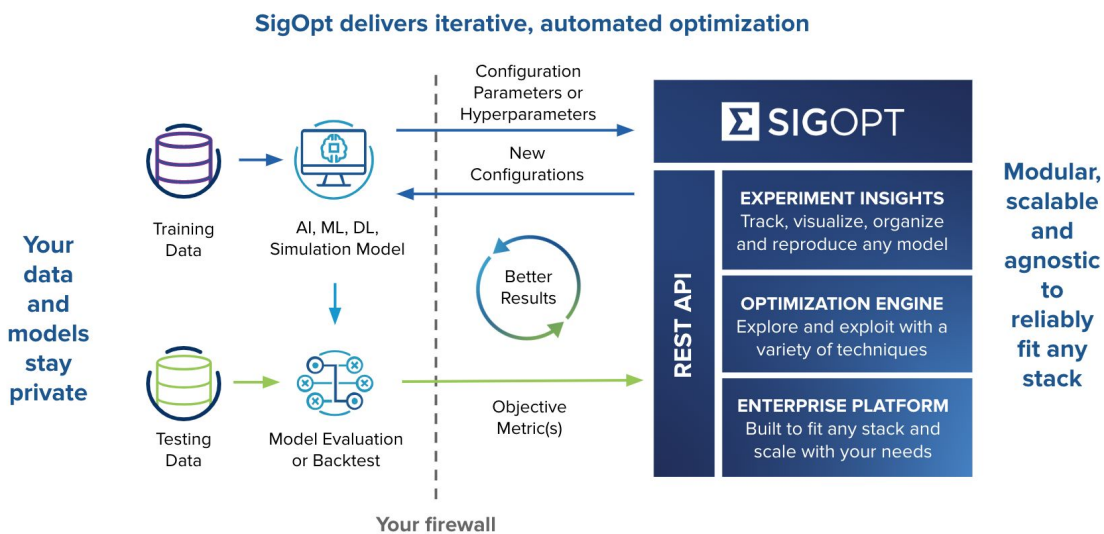 SigOpt delivers iterative, automated optimization
Your
data
and
models
stay
private
Training
Data
AI, ML, DL,
Simulation Model
Testing
Data
Model Evaluation
or Backtest
Configuration
Parameters or
Hyperparameters
New
Configurations
Better
Results
Objective
Metric(s)
Your firewall
SIGOPT
REST API
EXPERIMENT INSIGHTS
Track, visualize, organize
and reproduce any model
OPTIMIZATION ENGINE
Explore and exploit with a
variety of techniques
ENTERPRISE PLATFORM
Built to fit any stack and
scale with your needs
Modular,
scalable
and
agnostic
to
reliably
fit any
stack